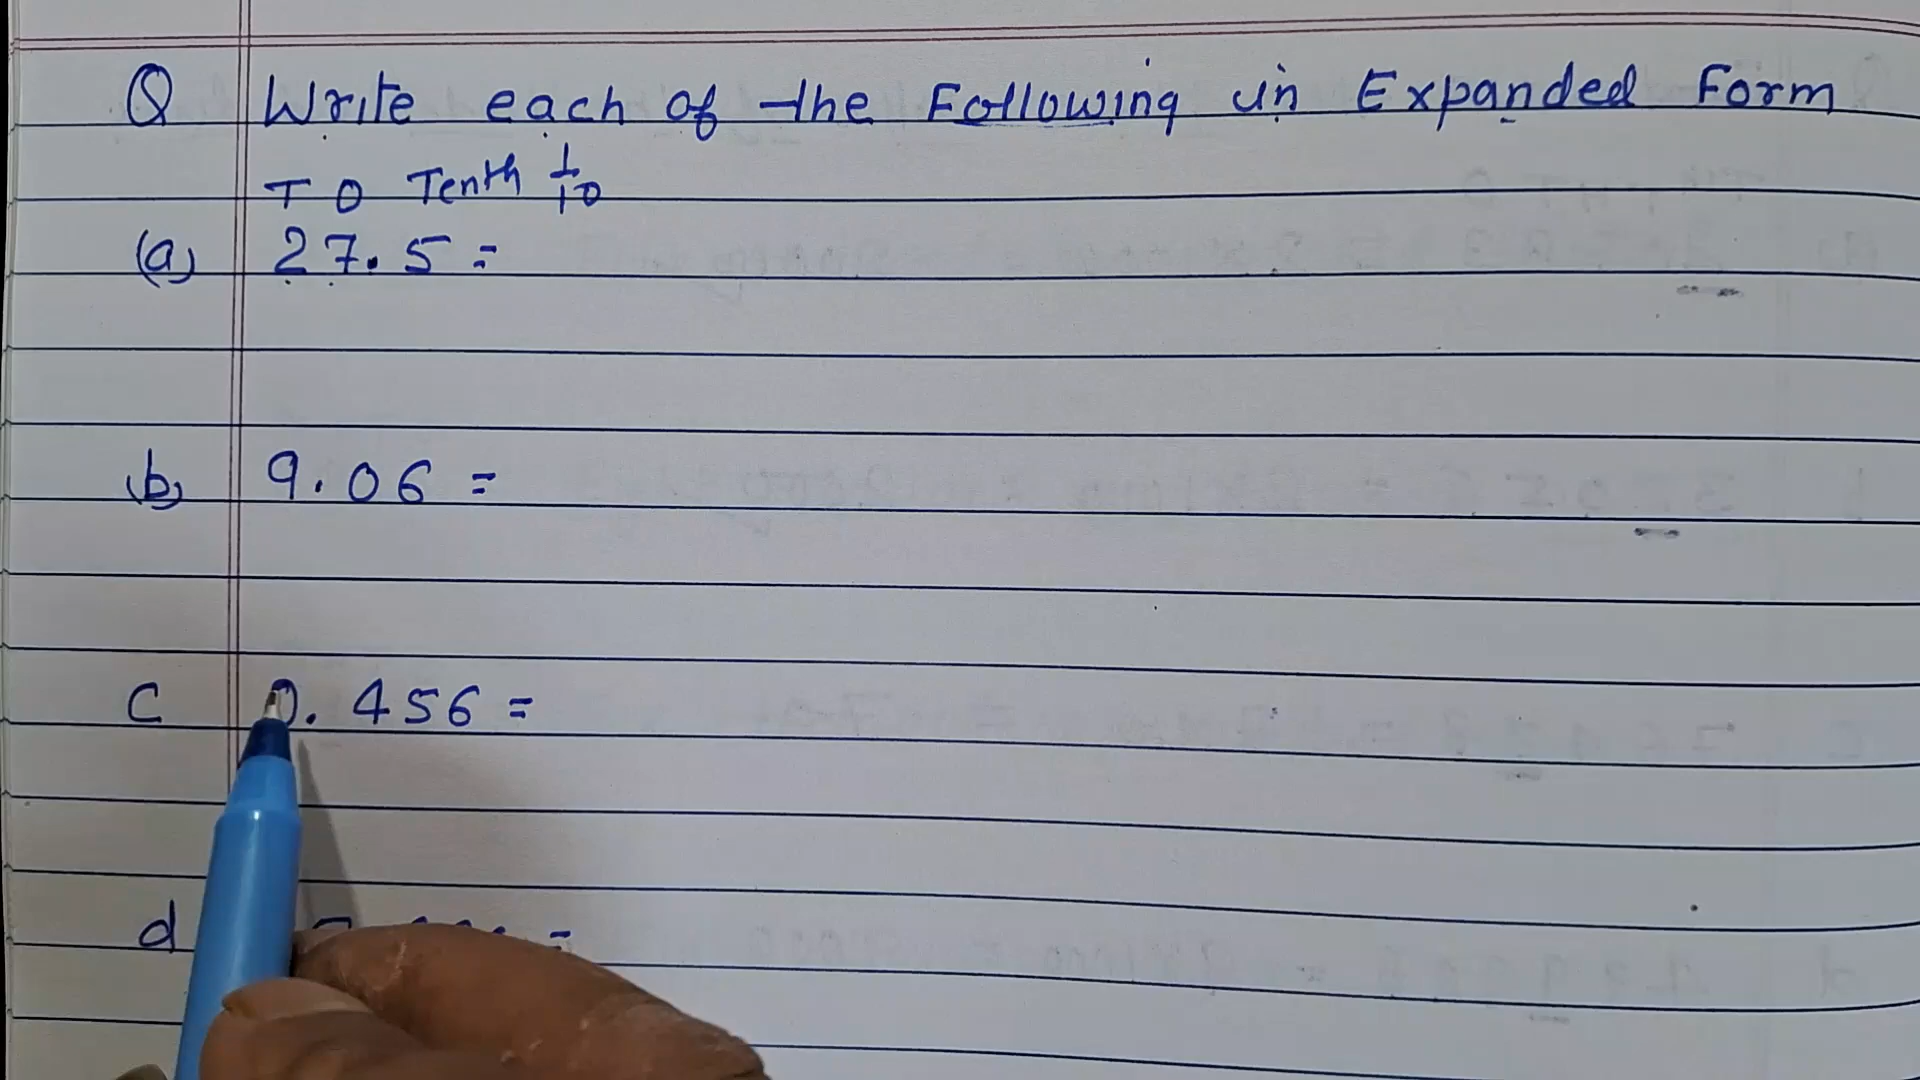 Q Write each of the Following in Expanded Form
T O Tenth 1/10
(a) 27.5 =
(b) 9.06 =
C 0.456 =
d =